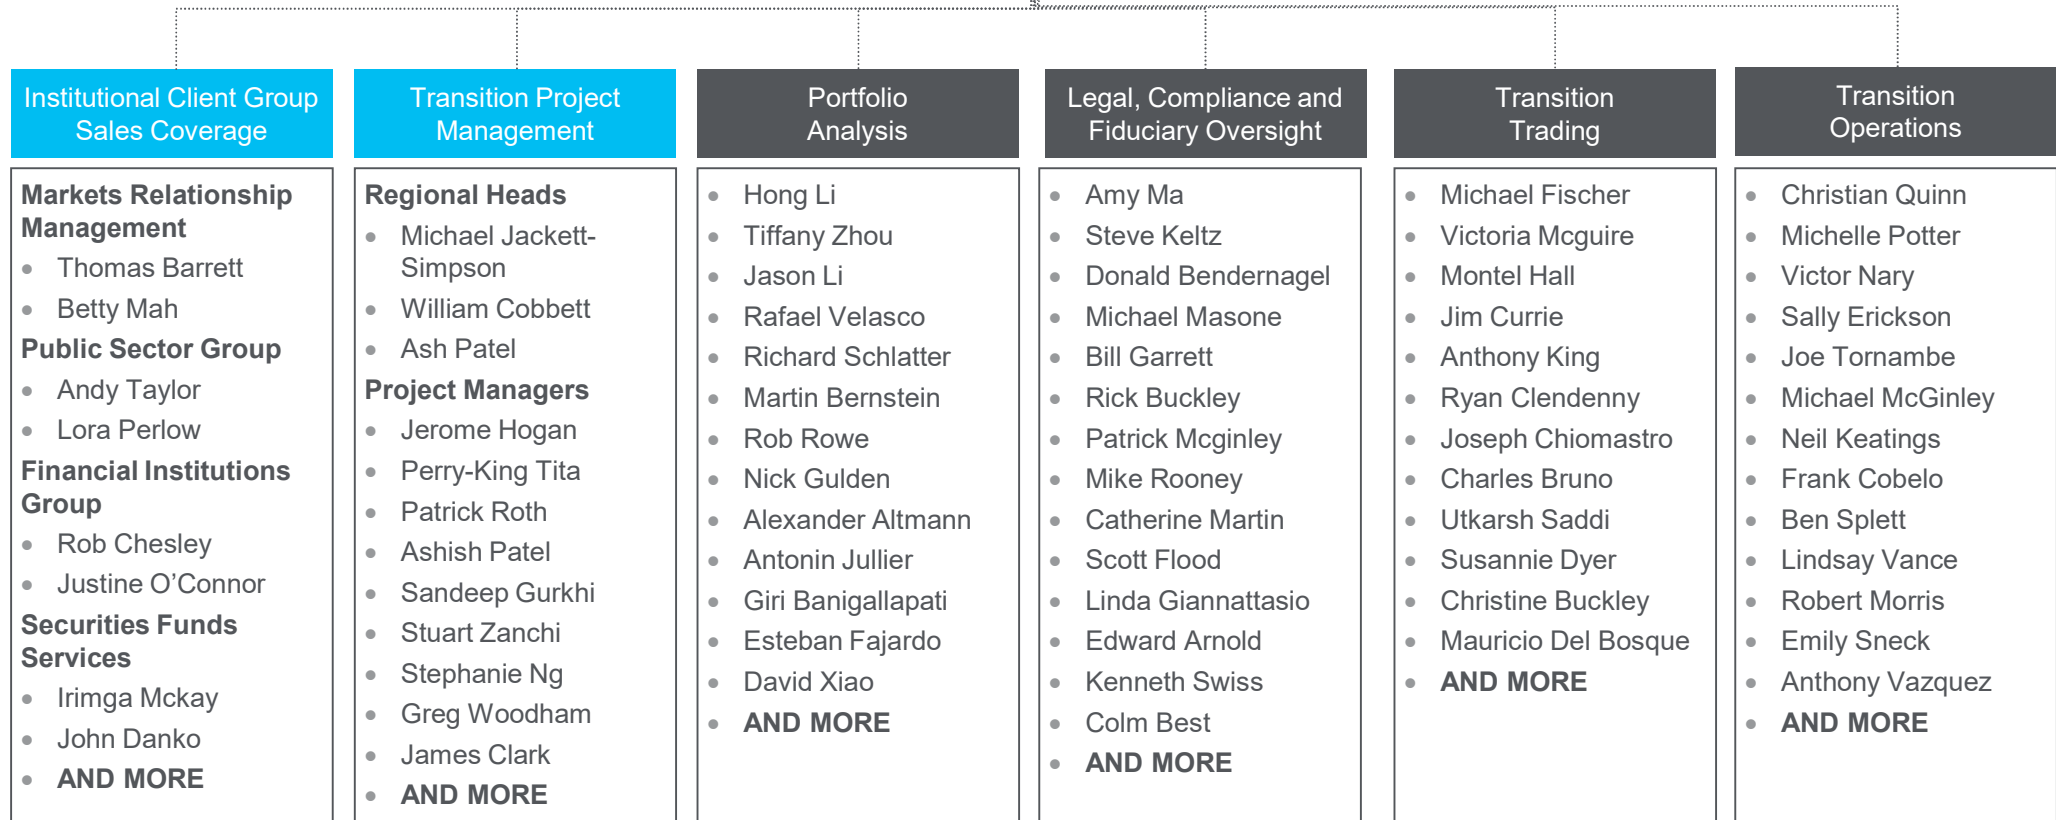 Institutional Client Group
Sales Coverage
Markets Relationship
Management
Thomas Barrett
Betty Mah
Public Sector Group
Andy Taylor
Lora Perlow
Financial Institutions
Group
Rob Chesley
Justine O’Connor
Securities Funds
Services
Irimga Mckay
John Danko
AND MORE
Transition Project
Management
Regional Heads
Michael Jackett-
Simpson
William Cobbett
Ash Patel
Project Managers
Jerome Hogan
Perry-King Tita
Patrick Roth
Ashish Patel
Sandeep Gurkhi
Stuart Zanchi
Stephanie Ng
Greg Woodham
James Clark
AND MORE
Portfolio
Analysis
Hong Li
Tiffany Zhou
Jason Li
Rafael Velasco
Richard Schlatter
Martin Bernstein
Rob Rowe
Nick Gulden
Alexander Altmann
Antonin Jullier
Giri Banigallapati
Esteban Fajardo
David Xiao
AND MORE
Legal, Compliance and
Fiduciary Oversight
Amy Ma
Steve Keltz
Donald Bendernagel
Michael Masone
Bill Garrett
Rick Buckley
Patrick Mcginley
Mike Rooney
Catherine Martin
Scott Flood
Linda Giannattasio
Edward Arnold
Kenneth Swiss
Colm Best
AND MORE
Transition
Trading
Michael Fischer
Victoria Mcguire
Montel Hall
Jim Currie
Anthony King
Ryan Clendenny
Joseph Chiomastro
Charles Bruno
Utkarsh Saddi
Susannie Dyer
Christine Buckley
Mauricio Del Bosque
AND MORE
Transition
Operations
Christian Quinn
Michelle Potter
Victor Nary
Sally Erickson
Joe Tornambe
Michael McGinley
Neil Keatings
Frank Cobelo
Ben Splett
Lindsay Vance
Robert Morris
Emily Sneck
Anthony Vazquez
AND MORE